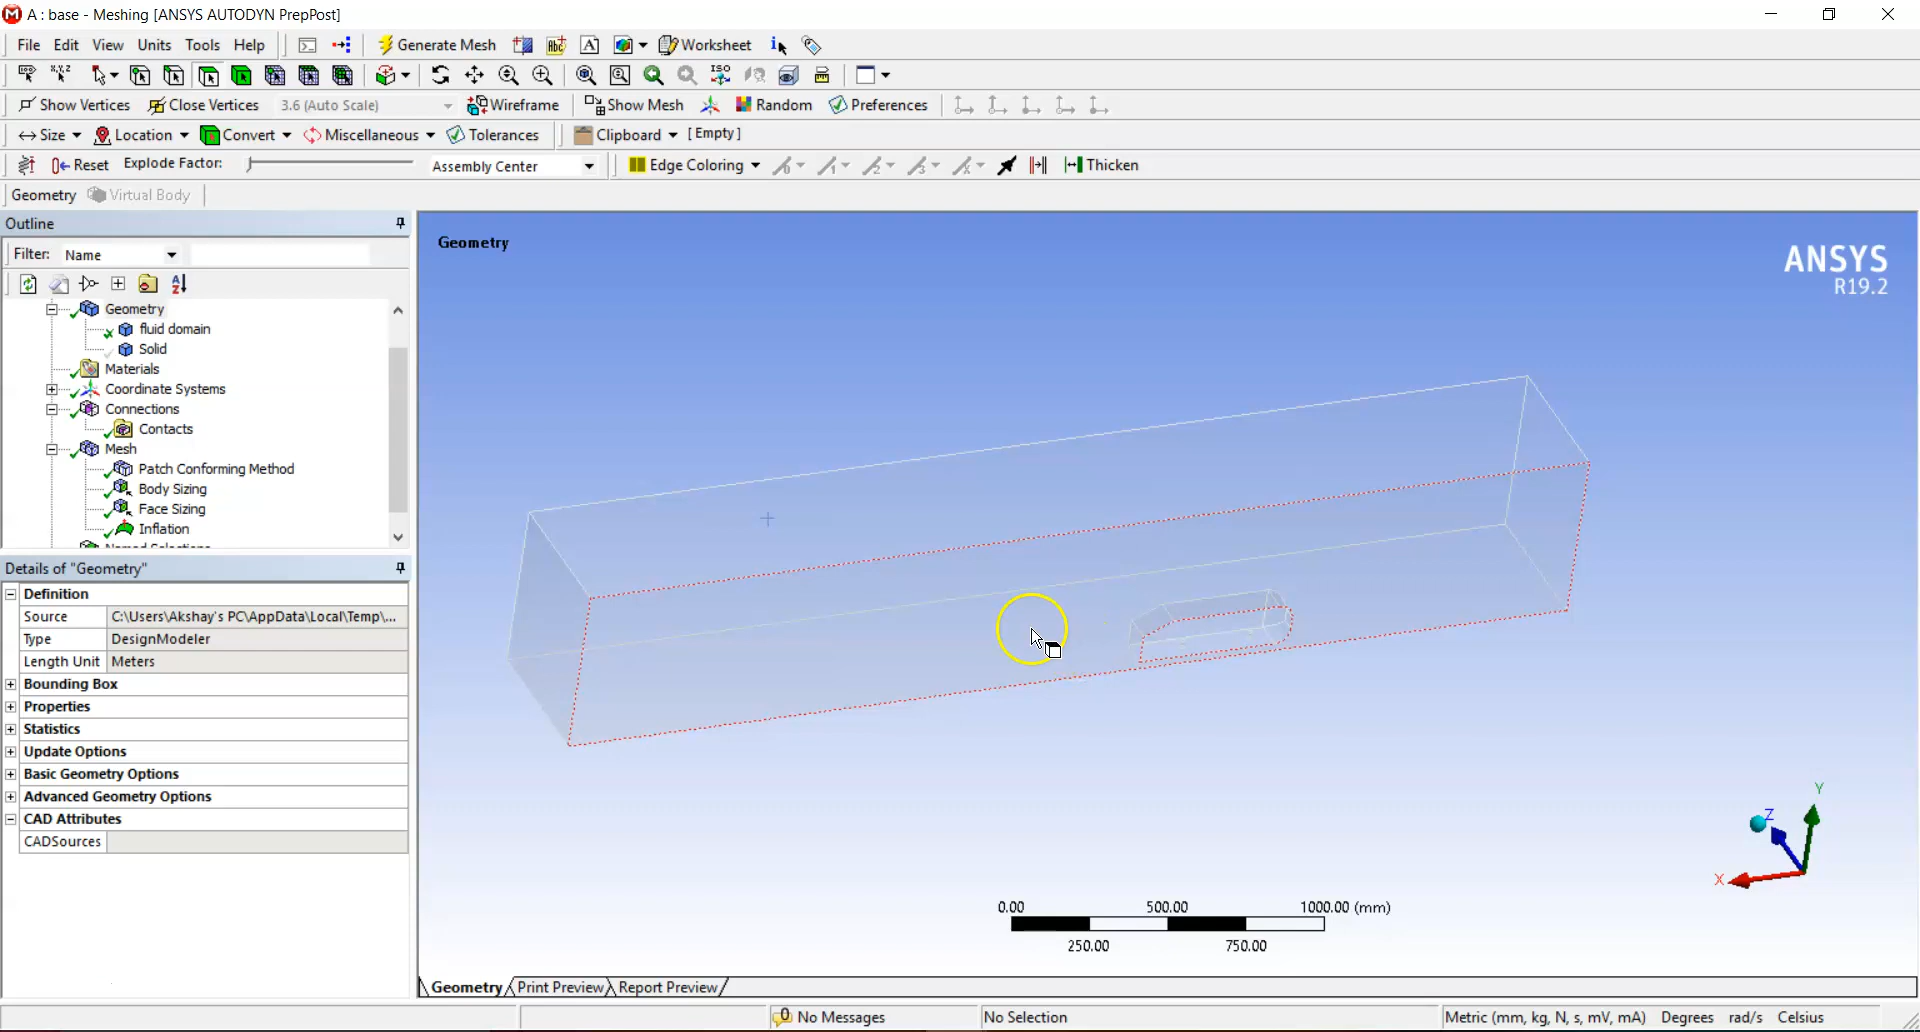 A : base - Meshing [ANSYS AUTODYN PrepPost]
File Edit View Units Tools Help Generate Mesh Worksheet
Show Vertices Close Vertices 3.6 (Auto Scale) Wireframe Show Mesh Random Preferences
Size Location Convert Miscellaneous Tolerances Clipboard [ Empty ]
Reset Explode Factor: Assembly Center Edge Coloring Thicken
Geometry Virtual Body
Outline
Filter: Name
Geometry
fluid domain
Solid
Materials
Coordinate Systems
Connections
Contacts
Mesh
Patch Conforming Method
Body Sizing
Face Sizing
Inflation
Details of "Geometry"
Definition
Source C:\Users\Akshay's PC\AppData\Local\Temp\...
Type DesignModeler
Length Unit Meters
Bounding Box
Properties
Statistics
Update Options
Basic Geometry Options
Advanced Geometry Options
CAD Attributes
CADSources
Geometry
ANSYS
R19.2
Y
Z
X
0.00 500.00 1000.00 (mm)
250.00 750.00
Geometry Print Preview Report Preview
0 No Messages No Selection Metric (mm, kg, N, s, mV, mA) Degrees rad/s Celsius